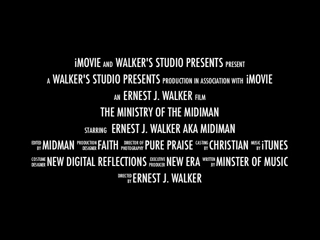 iMOVIE AND WALKER'S STUDIO PRESENTS PRESENT
A WALKER'S STUDIO PRESENTS PRODUCTION IN ASSOCIATION WITH iMOVIE
AN ERNEST J. WALKER FILM
THE MINISTRY OF THE MIDIMAN
STARRING ERNEST J. WALKER AKA MIDIMAN
EDITED BY MIDMAN PRODUCTION DESIGNER FAITH DIRECTOR OF PHOTOGRAPHY PURE PRAISE CASTING BY CHRISTIAN MUSIC BY iTUNES
COSTUME DESIGNER NEW DIGITAL REFLECTIONS EXECUTIVE PRODUCER NEW ERA WRITTEN BY MINSTER OF MUSIC
DIRECTED BY ERNEST J. WALKER